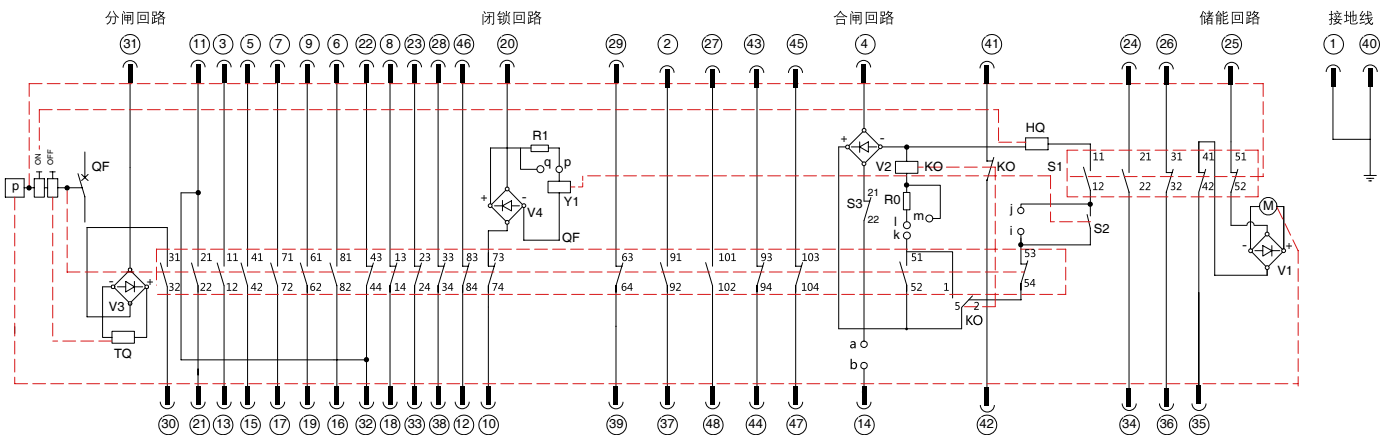 分闸回路 闭锁回路 合闸回路 储能回路 接地线
31 11 3 5 7 9 6 22 8 23 28 46 20 29 2 27 43 45 4 41 24 26 25 1 40
ON OFF QF R1 q p Y1 V4 QF
+ - V2 KO KO HQ S1 11 21 31 41 51
12 22 32 42 52
P
S3 21 22 R0 m l k j i S2 M
+ -
- + V1
31 21 11 41 71 61 81 43 13 23 33 83 73 63 91 101 93 103 51 53
32 22 12 42 72 62 82 44 14 24 34 84 74 64 92 102 94 104 52 1 54
- + V3 5 2 KO
TQ a
b
30 21 13 15 17 19 16 32 18 33 38 12 10 39 37 48 44 47 14 42 34 36 35